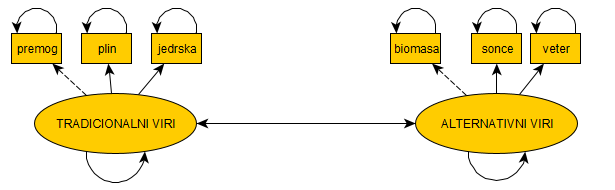 premog
plin
jedrska
biomasa
sonce
veter
TRADICIONALNI VIRI
ALTERNATIVNI VIRI